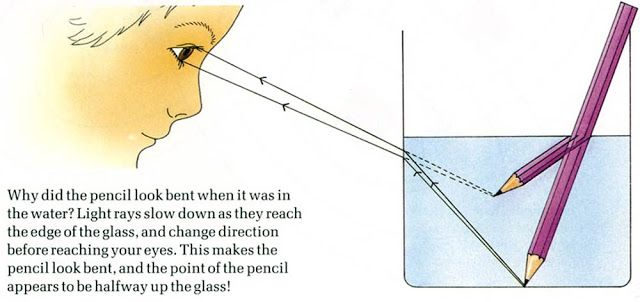 Why did the pencil look bent when it was in
the water? Light rays slow down as they reach
the edge of the glass, and change direction
before reaching your eyes. This makes the
pencil look bent, and the point of the pencil
appears to be halfway up the glass!